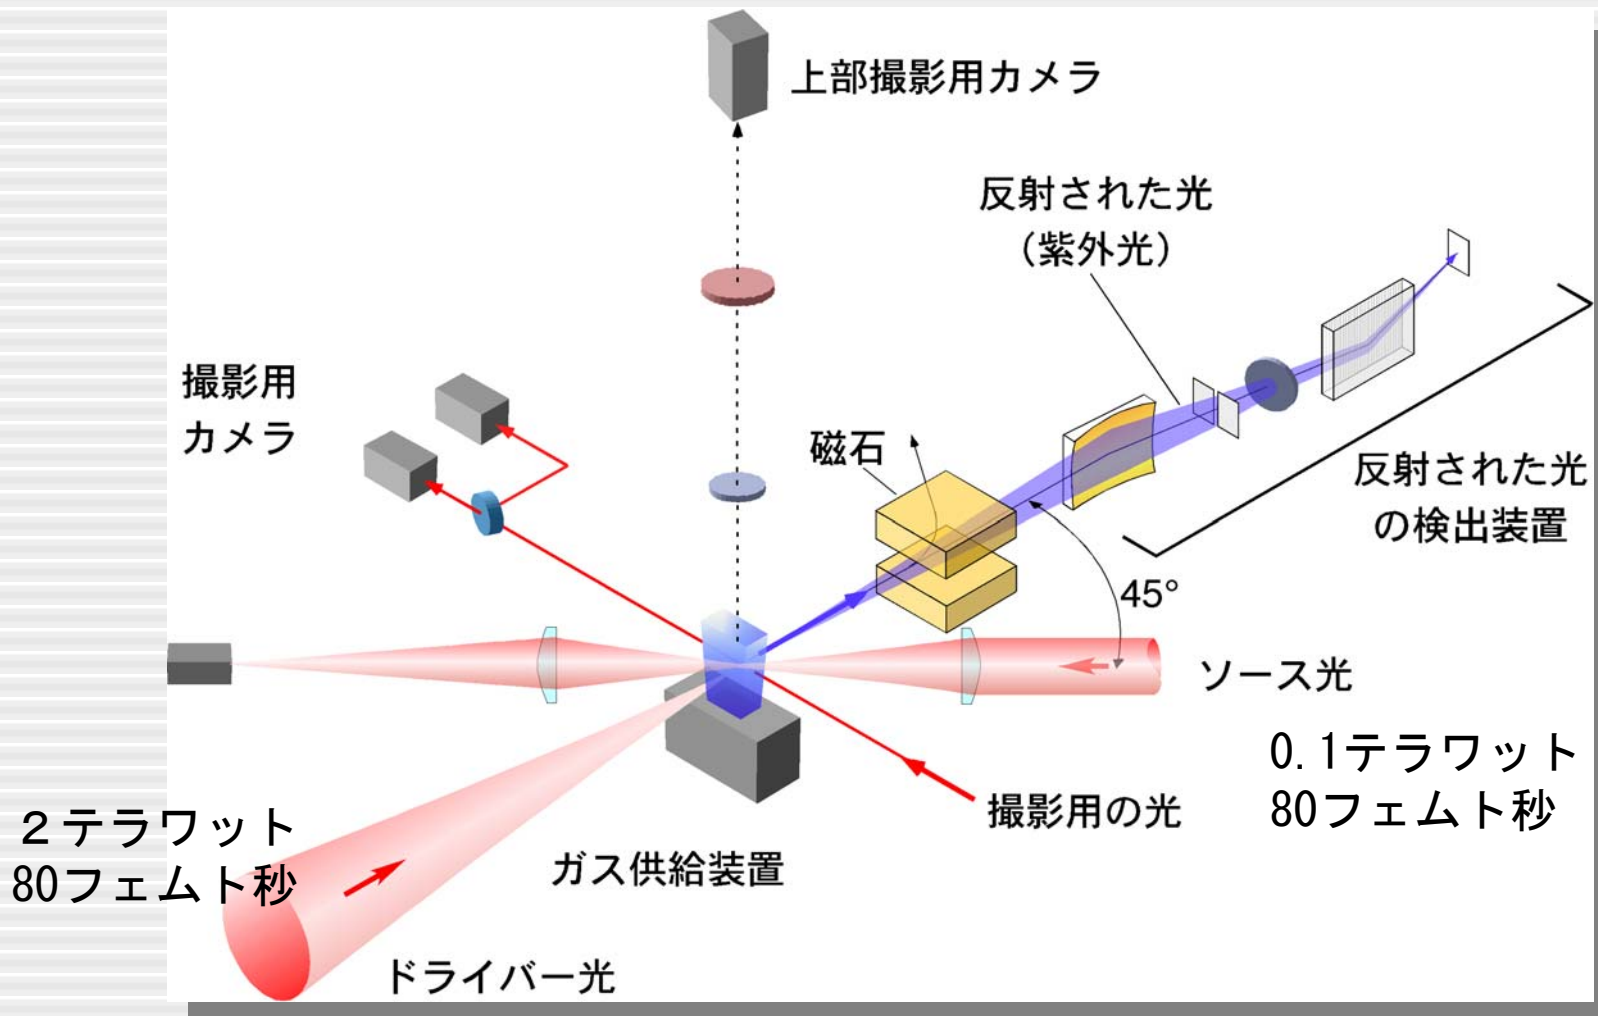 上部撮影用カメラ
反射された光
（紫外光）
撮影用
カメラ
磁石
反射された光
の検出装置
45°
ソース光
0.1テラワット
80フェムト秒
撮影用の光
２テラワット
80フェムト秒
ガス供給装置
ドライバー光